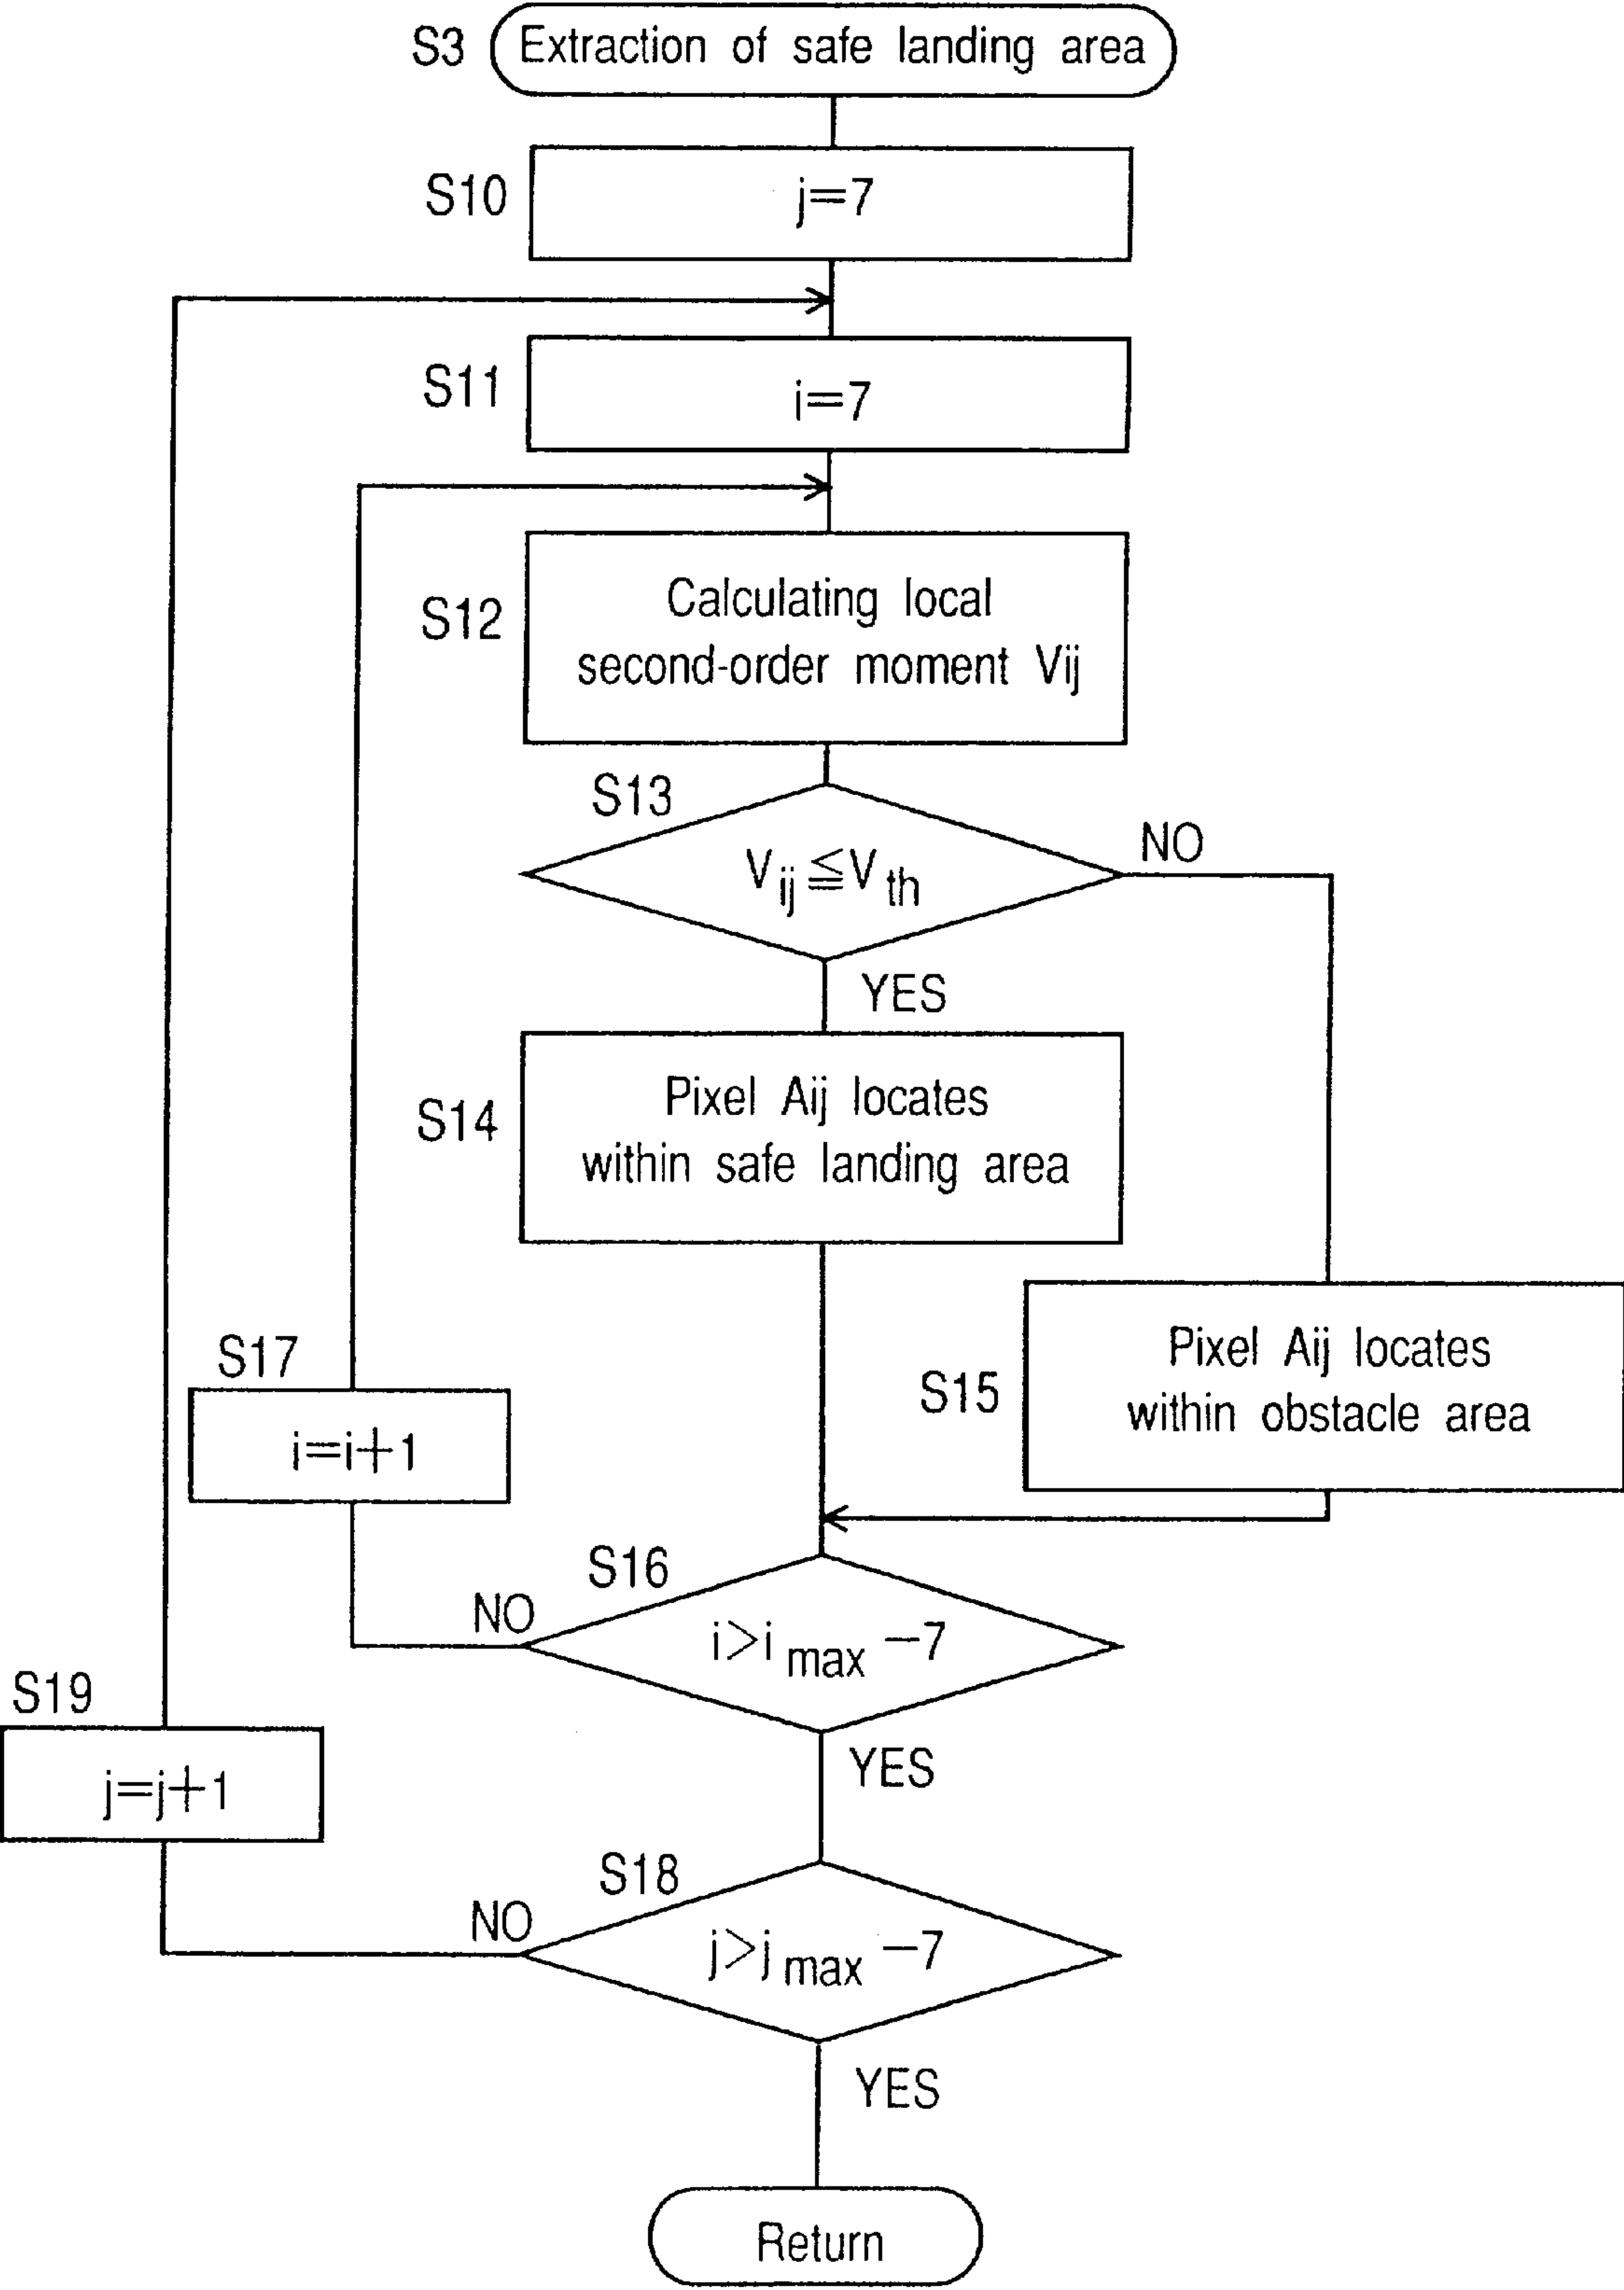 S3 Extraction of safe landing area
S10 j=7
S11 i=7
S12 Calculating local
second-order moment Vij
S13
Vij≦Vth
NO
YES
S14 Pixel Aij locates
within safe landing area
S15 Pixel Aij locates
within obstacle area
S17
i=i+1
S16
NO
i>imax −7
YES
S19
j=j+1
S18
NO
j>jmax −7
YES
Return